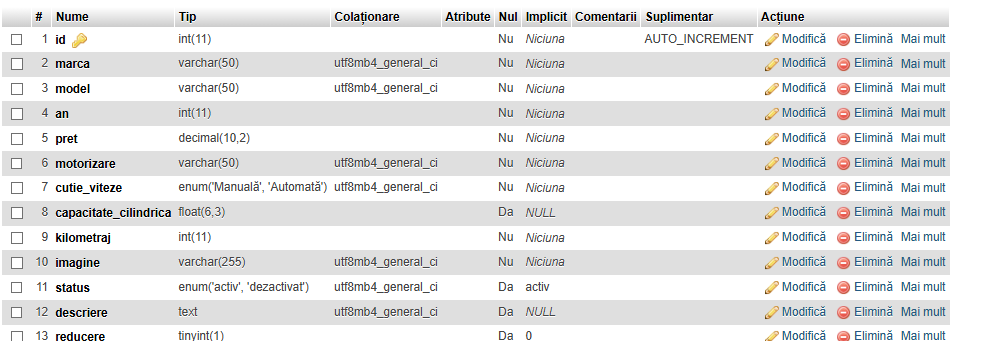 # Nume Tip Colaționare Atribute Nul Implicit Comentarii Suplimentar Acțiune
1 id int(11) Nu Niciuna AUTO_INCREMENT Modifică Elimină Mai mult
2 marca varchar(50) utf8mb4_general_ci Nu Niciuna Modifică Elimină Mai mult
3 model varchar(50) utf8mb4_general_ci Nu Niciuna Modifică Elimină Mai mult
4 an int(11) Nu Niciuna Modifică Elimină Mai mult
5 pret decimal(10,2) Nu Niciuna Modifică Elimină Mai mult
6 motorizare varchar(50) utf8mb4_general_ci Nu Niciuna Modifică Elimină Mai mult
7 cutie_viteze enum('Manuală', 'Automată') utf8mb4_general_ci Nu Niciuna Modifică Elimină Mai mult
8 capacitate_cilindrica float(6,3) Da NULL Modifică Elimină Mai mult
9 kilometraj int(11) Nu Niciuna Modifică Elimină Mai mult
10 imagine varchar(255) utf8mb4_general_ci Nu Niciuna Modifică Elimină Mai mult
11 status enum('activ', 'dezactivat') utf8mb4_general_ci Da activ Modifică Elimină Mai mult
12 descriere text utf8mb4_general_ci Da NULL Modifică Elimină Mai mult
13 reducere tinyint(1) Da 0 Modifică Elimină Mai mult